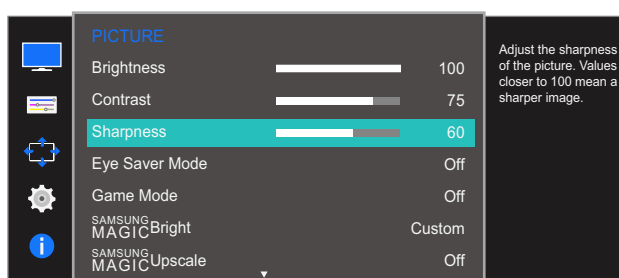 PICTURE
Brightness 100
Contrast 75
Sharpness 60
Eye Saver Mode Off
Game Mode Off
SAMSUNG
MAGIC Bright Custom
SAMSUNG
MAGIC Upscale Off
Adjust the sharpness
of the picture. Values
closer to 100 mean a
sharper image.
i